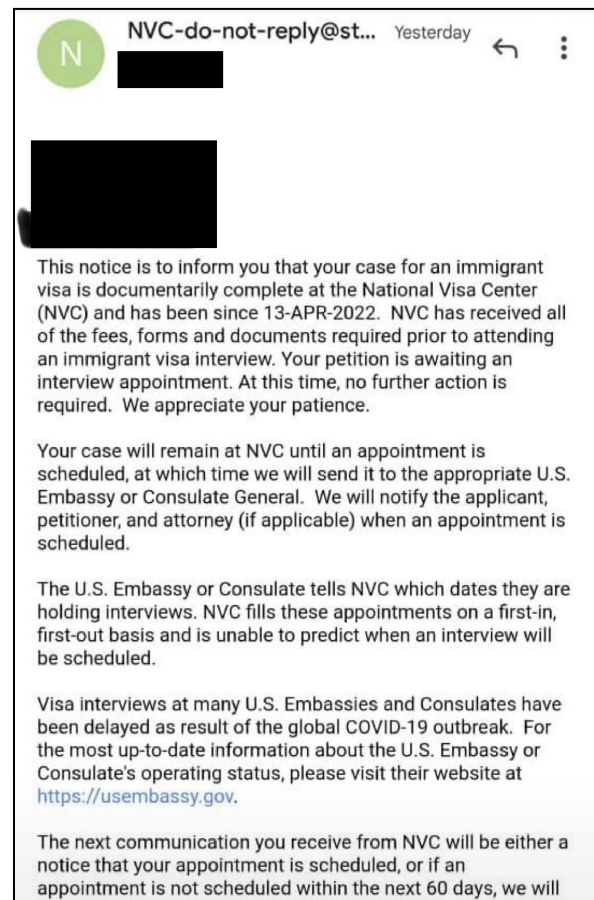 N
NVC-do-not-reply@st... Yesterday
This notice is to inform you that your case for an immigrant
visa is documentarily complete at the National Visa Center
(NVC) and has been since 13-APR-2022.  NVC has received all
of the fees, forms and documents required prior to attending
an immigrant visa interview. Your petition is awaiting an
interview appointment. At this time, no further action is
required.  We appreciate your patience.
Your case will remain at NVC until an appointment is
scheduled, at which time we will send it to the appropriate U.S.
Embassy or Consulate General.  We will notify the applicant,
petitioner, and attorney (if applicable) when an appointment is
scheduled.
The U.S. Embassy or Consulate tells NVC which dates they are
holding interviews. NVC fills these appointments on a first-in,
first-out basis and is unable to predict when an interview will
be scheduled.
Visa interviews at many U.S. Embassies and Consulates have
been delayed as result of the global COVID-19 outbreak.  For
the most up-to-date information about the U.S. Embassy or
Consulate's operating status, please visit their website at
https://usembassy.gov.
The next communication you receive from NVC will be either a
notice that your appointment is scheduled, or if an
appointment is not scheduled within the next 60 days, we will